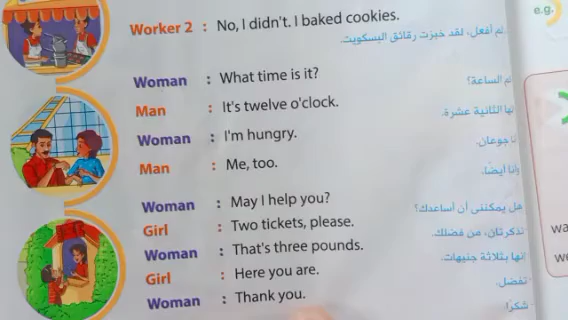 Worker 2 : No, I didn't. I baked cookies.
لم أفعل، لقد خبزت رقائق البسكويت.
Woman : What time is it?
كم الساعة؟
Man : It's twelve o'clock.
إنها الثانية عشرة.
Woman : I'm hungry.
أنا جوعان.
Man : Me, too.
وأنا أيضًا.
Woman : May I help you?
هل يمكننى أن أساعدك؟
Girl : Two tickets, please.
تذكرتان، من فضلك.
Woman : That's three pounds.
إنها بثلاثة جنيهات.
Girl : Here you are.
تفضل.
Woman : Thank you.
شكرًا
e.g.
wa
we